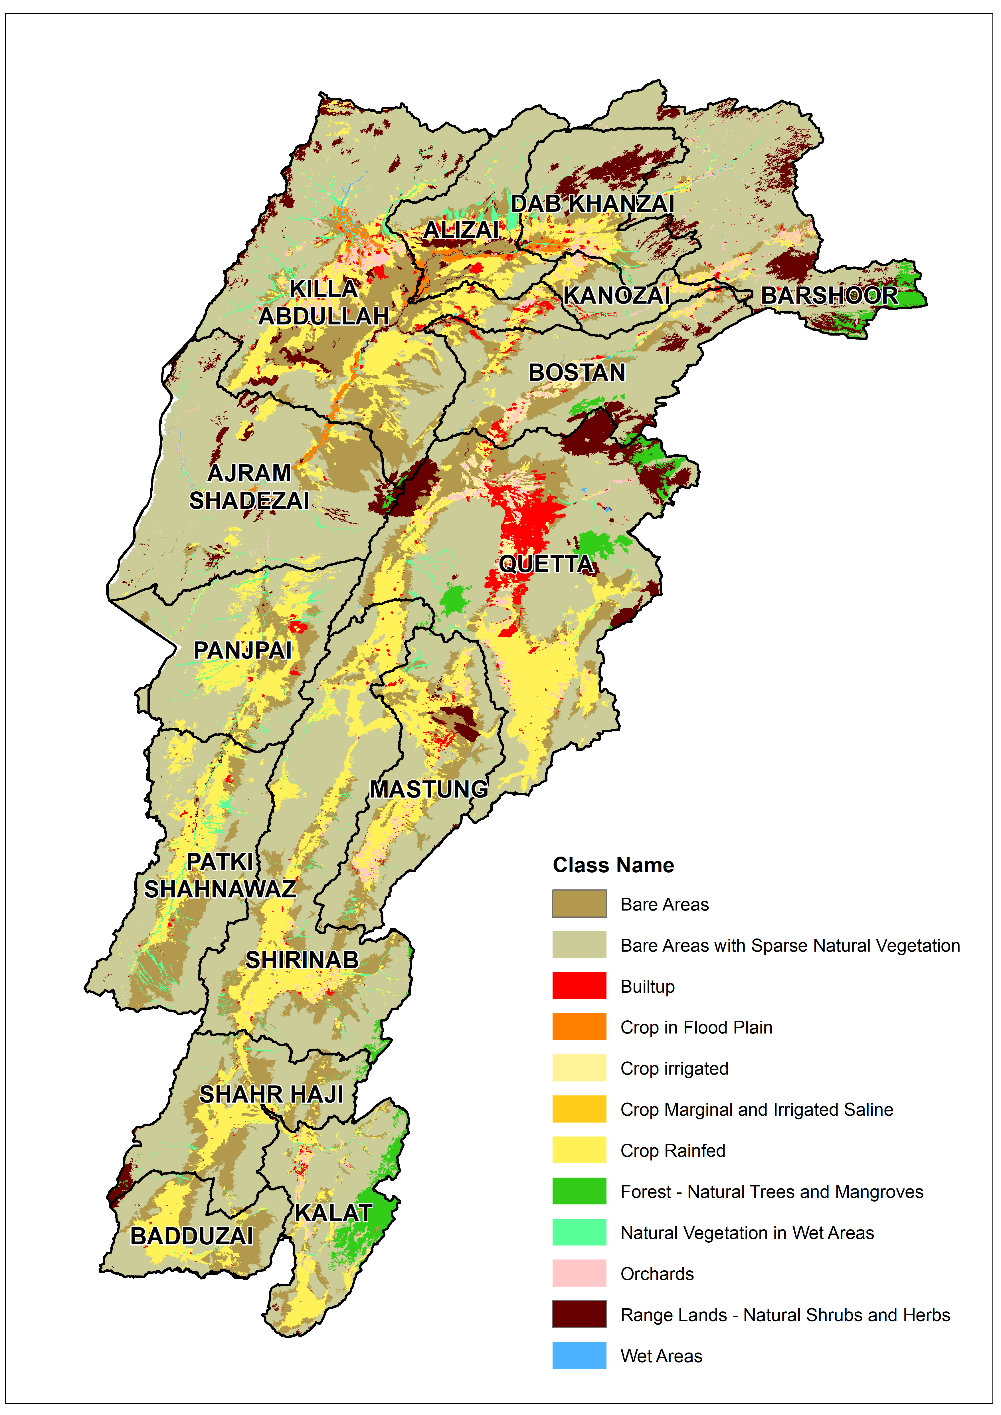 DAB KHANZAI
ALIZAI
KILLA
ABDULLAH
KANOZAI
BARSHOOR
BOSTAN
AJRAM
SHADEZAI
QUETTA
PANJPAI
MASTUNG
PATKI
SHAHNAWAZ
SHIRINAB
SHAHR HAJI
KALAT
BADDUZAI
Class Name
Bare Areas
Bare Areas with Sparse Natural Vegetation
Builtup
Crop in Flood Plain
Crop irrigated
Crop Marginal and Irrigated Saline
Crop Rainfed
Forest - Natural Trees and Mangroves
Natural Vegetation in Wet Areas
Orchards
Range Lands - Natural Shrubs and Herbs
Wet Areas